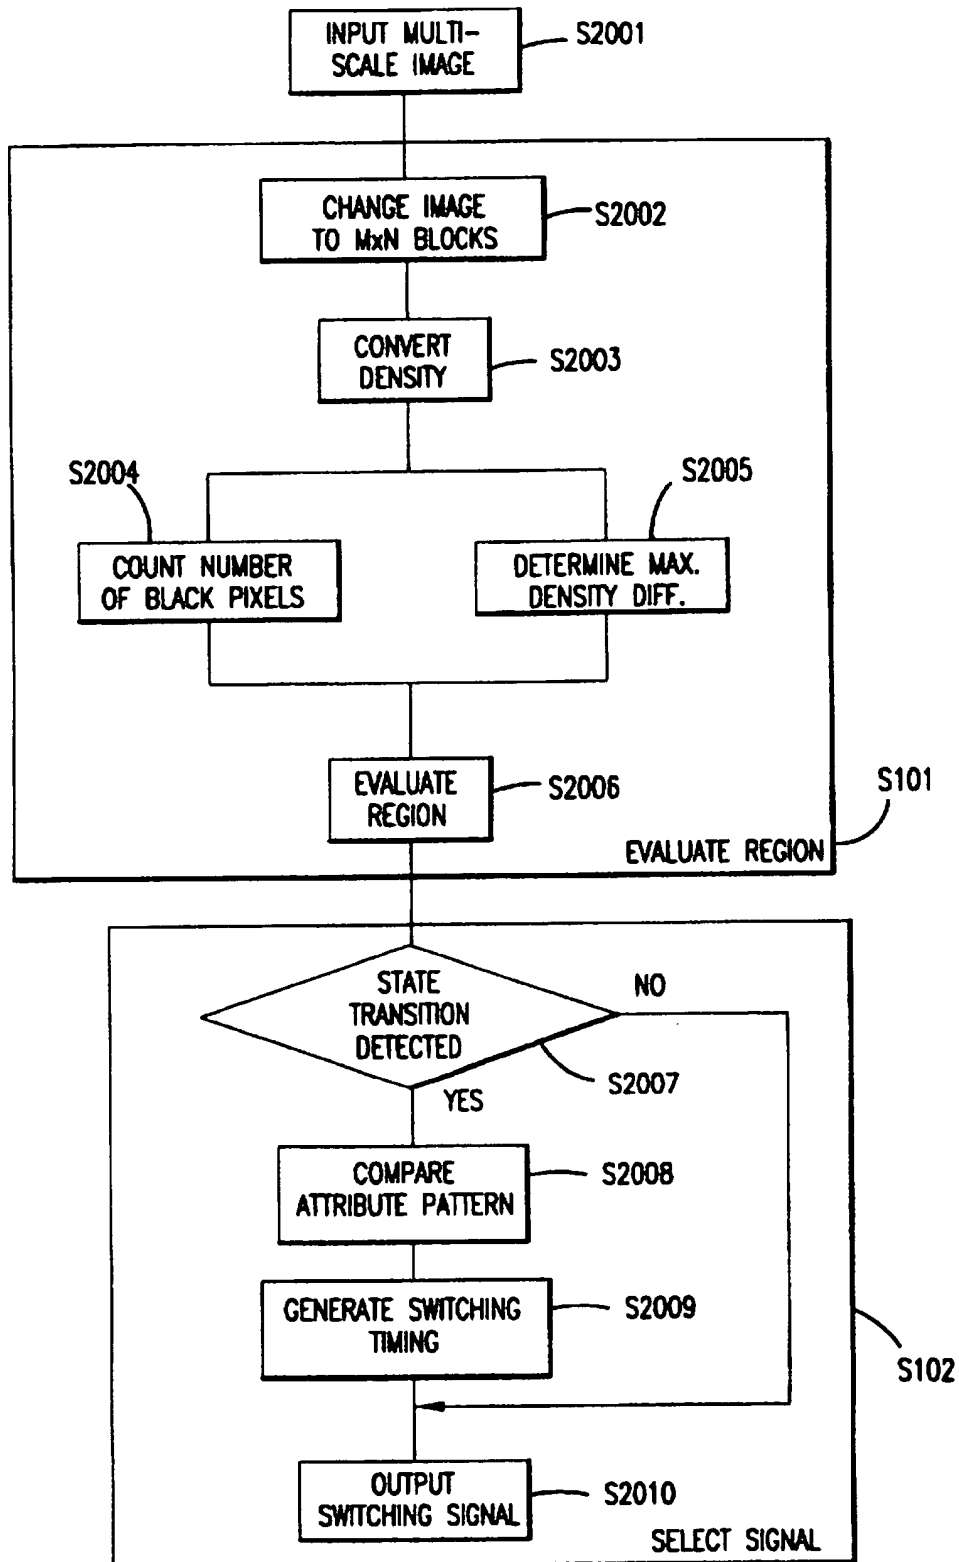 INPUT MULTI-
SCALE IMAGE
S2001
CHANGE IMAGE
TO MxN BLOCKS
S2002
CONVERT
DENSITY
S2003
S2004
COUNT NUMBER
OF BLACK PIXELS
S2005
DETERMINE MAX.
DENSITY DIFF.
EVALUATE
REGION
S2006
S101
EVALUATE REGION
STATE
TRANSITION
DETECTED
NO
S2007
YES
COMPARE
ATTRIBUTE PATTERN
S2008
GENERATE SWITCHING
TIMING
S2009
S102
OUTPUT
SWITCHING SIGNAL
S2010
SELECT SIGNAL